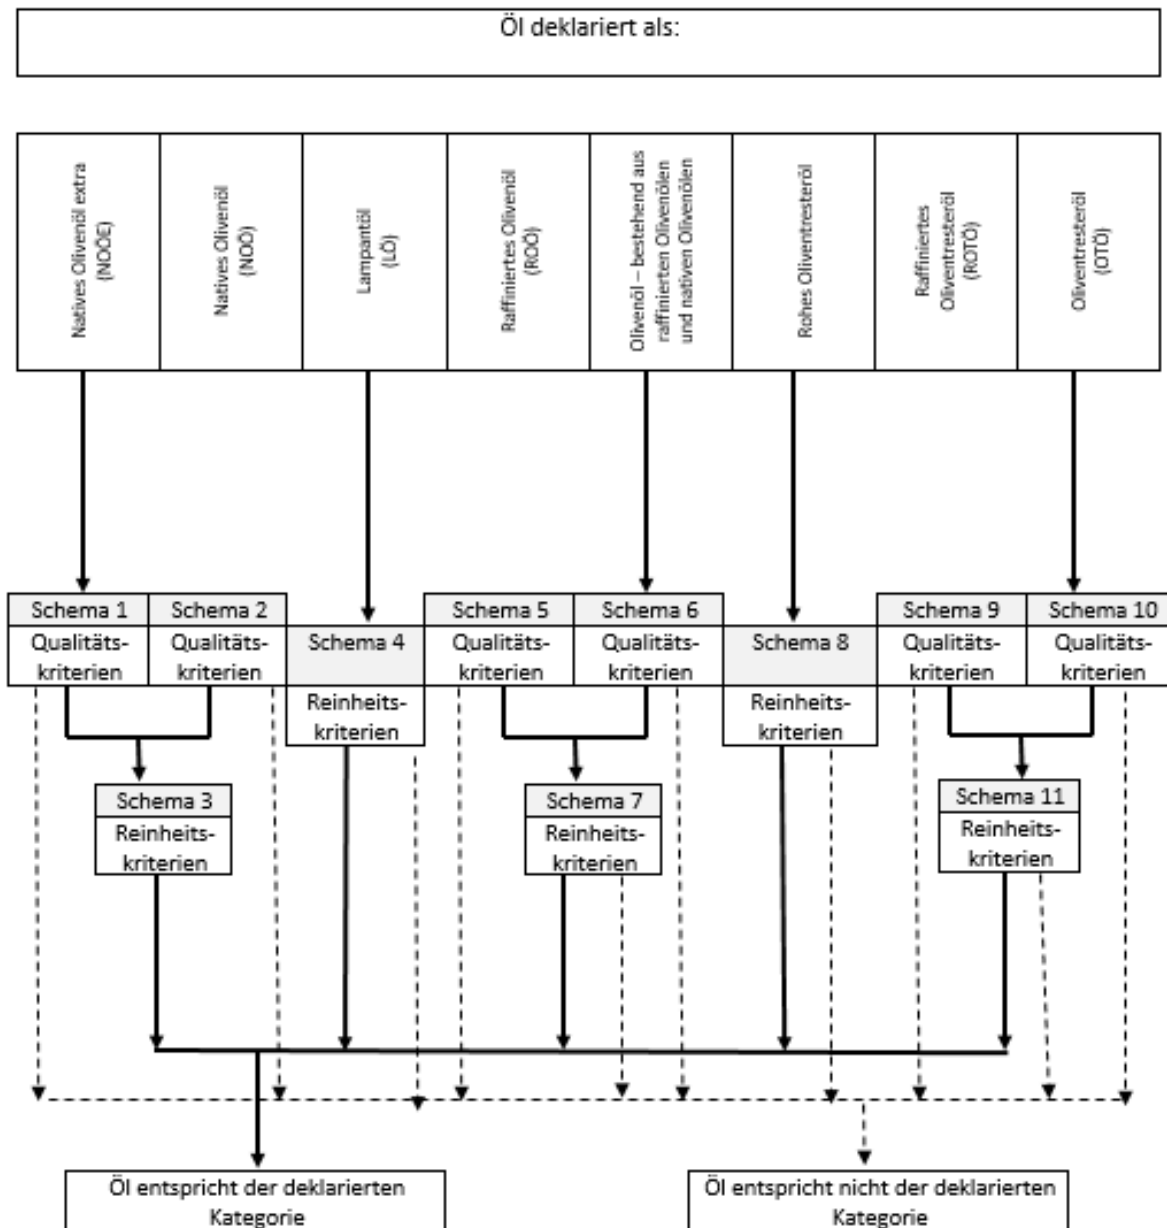 Öl deklariert als:
Natives Olivenöl extra
(NOÖE)
Natives Olivenöl
(NOÖ)
Lampantöl
(LÖ)
Raffiniertes Olivenöl
(ROÖ)
Olivenöl – bestehend aus
raffinierten Olivenölen
und nativen Olivenölen
Rohes Oliventresteröl
Raffiniertes
Oliventresteröl
(ROTÖ)
Oliventresteröl
(OTÖ)
Schema 1
Qualitäts-
kriterien
Schema 2
Qualitäts-
kriterien
Schema 4
Reinheits-
kriterien
Schema 5
Qualitäts-
kriterien
Schema 6
Qualitäts-
kriterien
Schema 8
Reinheits-
kriterien
Schema 9
Qualitäts-
kriterien
Schema 10
Qualitäts-
kriterien
Schema 3
Reinheits-
kriterien
Schema 7
Reinheits-
kriterien
Schema 11
Reinheits-
kriterien
Öl entspricht der deklarierten
Kategorie
Öl entspricht nicht der deklarierten
Kategorie